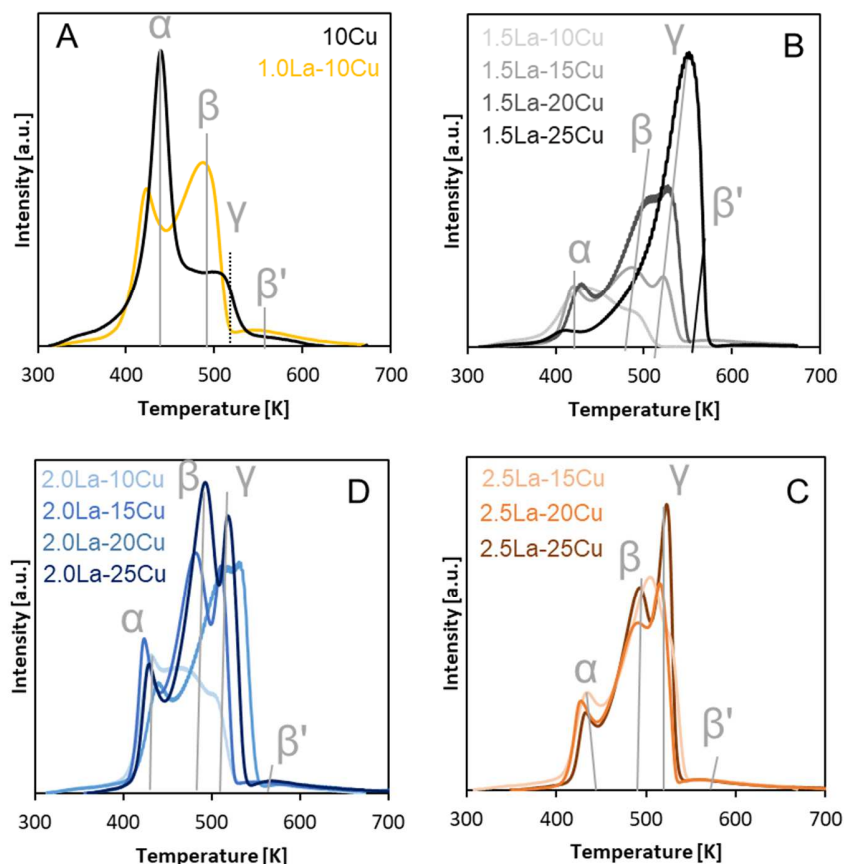 A
α
10Cu
1.0La-10Cu
β
γ
β'
Intensity [a.u.]
300 400 500 600 700
Temperature [K]
B
1.5La-10Cu
1.5La-15Cu
1.5La-20Cu
1.5La-25Cu
γ
β
β'
α
Intensity [a.u.]
300 400 500 600 700
Temperature [K]
D
2.0La-10Cu
2.0La-15Cu
2.0La-20Cu
2.0La-25Cu
β γ
α
β'
Intensity [a.u.]
300 400 500 600 700
Temperature [K]
C
2.5La-15Cu
2.5La-20Cu
2.5La-25Cu
γ
β
α
β'
Intensity [a.u.]
300 400 500 600 700
Temperature [K]